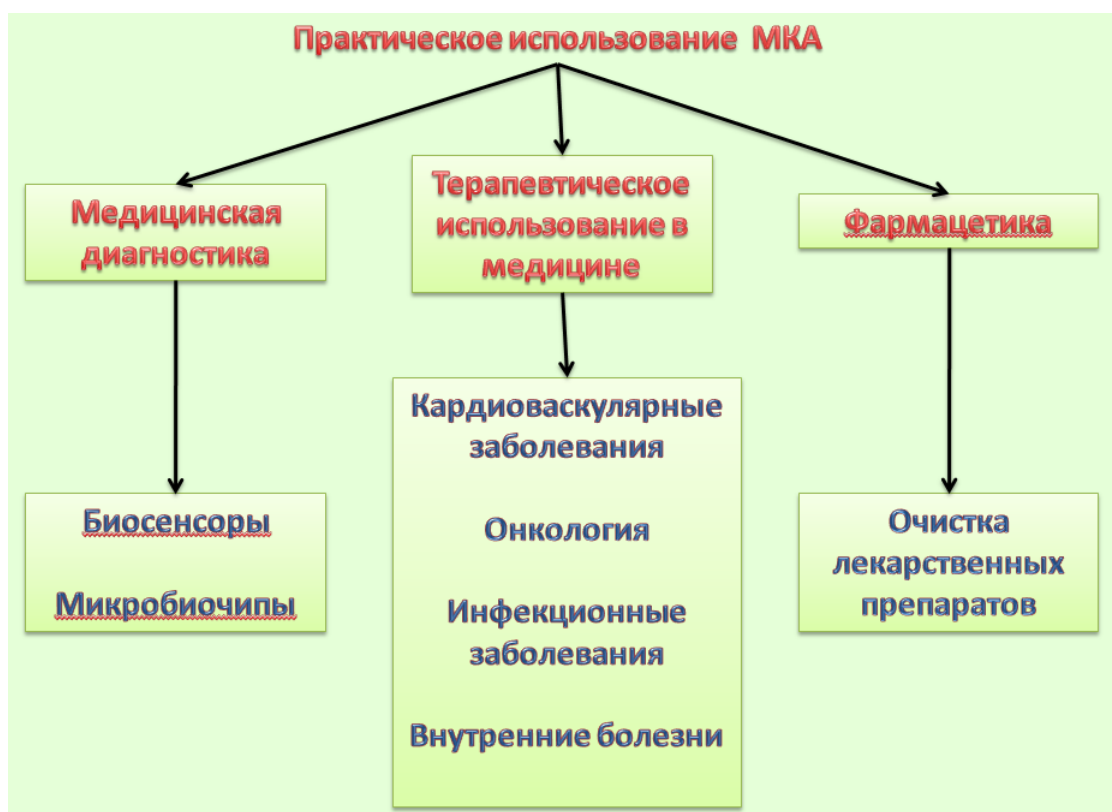 Практическое использование МКА
Медицинская
диагностика
Терапевтическое
использование в
медицине
Фармацетика
Биосенсоры
Микробиочипы
Кардиоваскулярные
заболевания
Онкология
Инфекционные
заболевания
Внутренние болезни
Очистка
лекарственных
препаратов